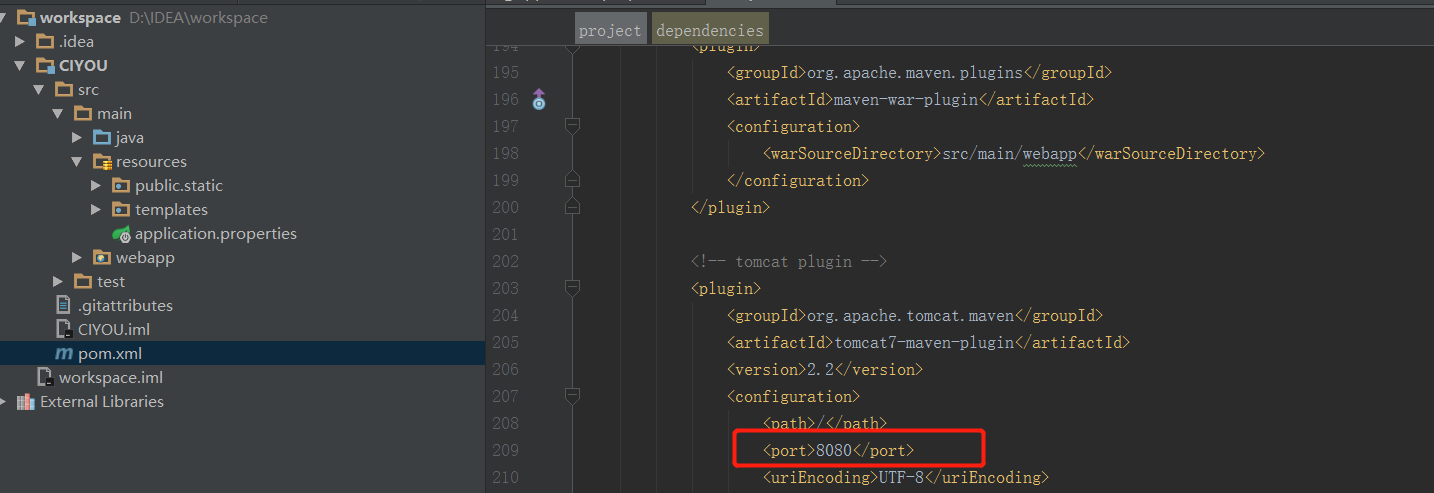 workspace D:\IDEA\workspace
.idea
CIYOU
src
main
java
resources
public.static
templates
application.properties
webapp
test
.gitattributes
CIYOU.iml
pom.xml
workspace.iml
External Libraries
project dependencies
194 <plugin>
195 <groupId>org.apache.maven.plugins</groupId>
196 <artifactId>maven-war-plugin</artifactId>
197 <configuration>
198 <warSourceDirectory>src/main/webapp</warSourceDirectory>
199 </configuration>
200 </plugin>
201
202 <!-- tomcat plugin -->
203 <plugin>
204 <groupId>org.apache.tomcat.maven</groupId>
205 <artifactId>tomcat7-maven-plugin</artifactId>
206 <version>2.2</version>
207 <configuration>
208 <path>/</path>
209 <port>8080</port>
210 <uriEncoding>UTF-8</uriEncoding>